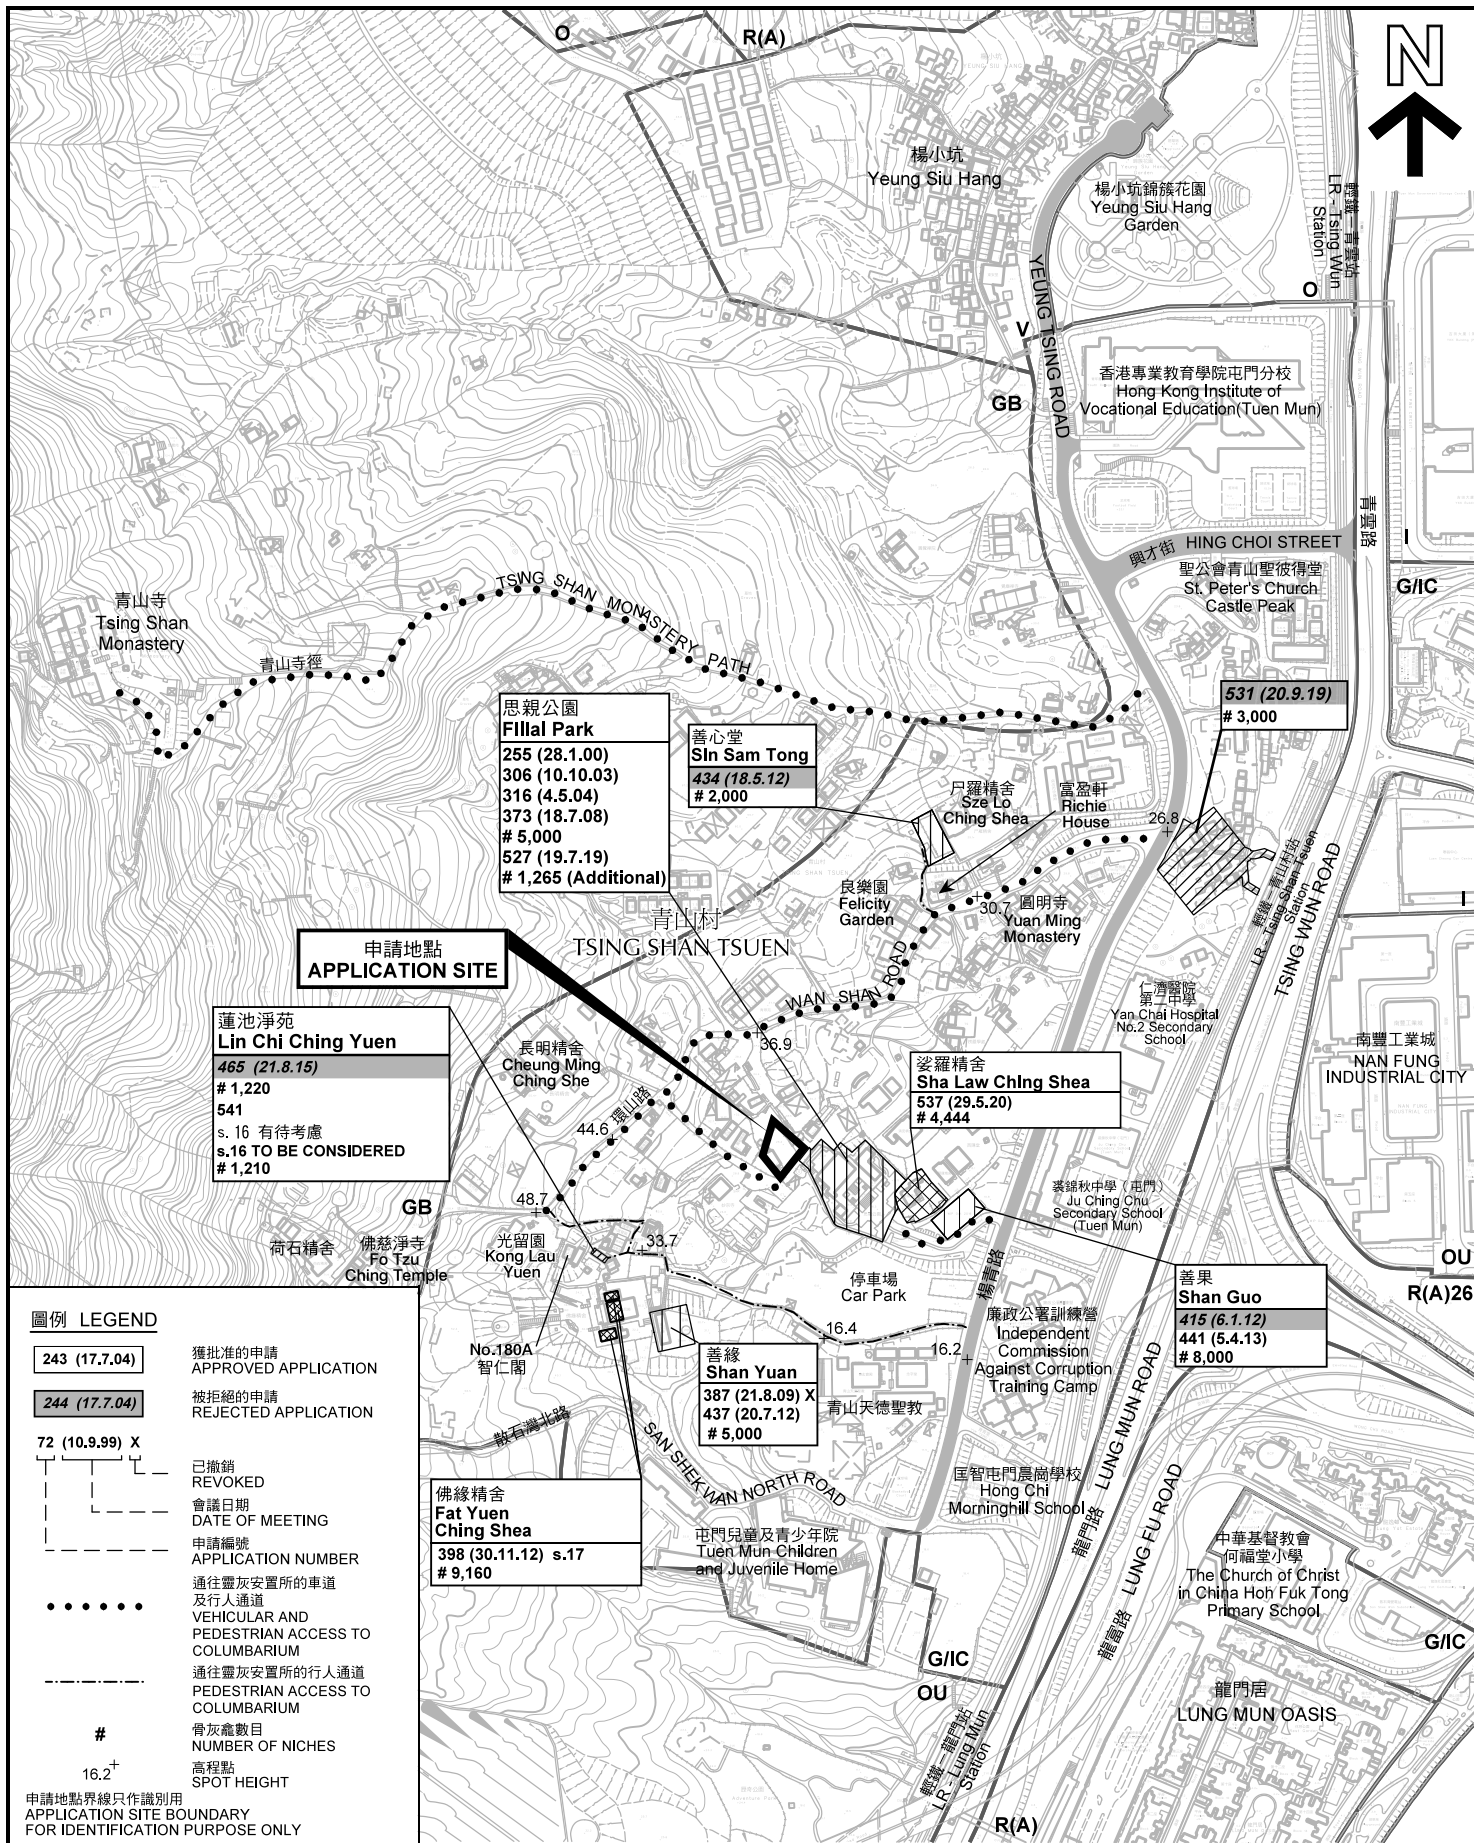 O
R(A)
N
楊小坑
Yeung Siu Hang
楊小坑錦簇花園
Yeung Siu Hang
Garden
輕鐵 - 青雲站
LR - Tsing Wun
Station
O
V
YEUNG TSING ROAD
GB
香港專業教育學院屯門分校
Hong Kong Institute of
Vocational Education(Tuen Mun)
青雲路
I
興才街 HING CHOI STREET
聖公會青山聖彼得堂
St. Peter's Church
Castle Peak
G/IC
青山寺
Tsing Shan
Monastery
青山寺徑
TSING SHAN MONASTERY PATH
思親公園
Filial Park
255 (28.1.00)
306 (10.10.03)
316 (4.5.04)
373 (18.7.08)
# 5,000
527 (19.7.19)
# 1,265 (Additional)
善心堂
Sin Sam Tong
434 (18.5.12)
# 2,000
531 (20.9.19)
# 3,000
尸羅精舍
Sze Lo
Ching Shea
富盈軒
Richie
House
26.8
良樂園
Felicity
Garden
30.7
圓明寺
Yuan Ming
Monastery
輕鐵 - 青山村站
LR - Tsing Shan Tsuen
Station
TSING WUN ROAD
I
青山村
TSING SHAN TSUEN
申請地點
APPLICATION SITE
WAN SHAN ROAD
36.9
仁濟醫院
第二中學
Yan Chai Hospital
No.2 Secondary
School
南豐工業城
NAN FUNG
INDUSTRIAL CITY
蓮池淨苑
Lin Chi Ching Yuen
465 (21.8.15)
# 1,220
541
s. 16 有待考慮
s.16 TO BE CONSIDERED
# 1,210
長明精舍
Cheung Ming
Ching She
環山路
44.6
娑羅精舍
Sha Law Ching Shea
537 (29.5.20)
# 4,444
裘錦秋中學（屯門）
Ju Ching Chu
Secondary School
(Tuen Mun)
48.7
GB
荷石精舍
佛慈淨寺
Fo Tzu
Ching Temple
光留園
Kong Lau
Yuen
33.7
停車場
Car Park
楊青路
OU
R(A)26
善果
Shan Guo
415 (6.1.12)
441 (5.4.13)
# 8,000
廉政公署訓練營
Independent
Commission
Against Corruption
Training Camp
16.4
16.2
No.180A
智仁閣
善緣
Shan Yuan
387 (21.8.09) X
437 (20.7.12)
# 5,000
青山天德聖教
散石灣北路
SAN SHEK WAN NORTH ROAD
匡智屯門晨崗學校
Hong Chi
Morninghill School
龍門路 LUNG MUN ROAD
龍富路 LUNG FU ROAD
佛緣精舍
Fat Yuen
Ching Shea
398 (30.11.12) s.17
# 9,160
屯門兒童及青少年院
Tuen Mun Children
and Juvenile Home
中華基督教會
何福堂小學
The Church of Christ
in China Hoh Fuk Tong
Primary School
G/IC
G/IC
OU
龍門居
LUNG MUN OASIS
輕鐵 - 龍門站
LR - Lung Mun
Station
R(A)
圖例 LEGEND
243 (17.7.04)
獲批准的申請
APPROVED APPLICATION
244 (17.7.04)
被拒絕的申請
REJECTED APPLICATION
72 (10.9.99) X
已撤銷
REVOKED
會議日期
DATE OF MEETING
申請編號
APPLICATION NUMBER
通往靈灰安置所的車道
及行人通道
VEHICULAR AND
PEDESTRIAN ACCESS TO
COLUMBARIUM
通往靈灰安置所的行人通道
PEDESTRIAN ACCESS TO
COLUMBARIUM
#
骨灰龕數目
NUMBER OF NICHES
16.2
高程點
SPOT HEIGHT
申請地點界線只作識別用
APPLICATION SITE BOUNDARY
FOR IDENTIFICATION PURPOSE ONLY